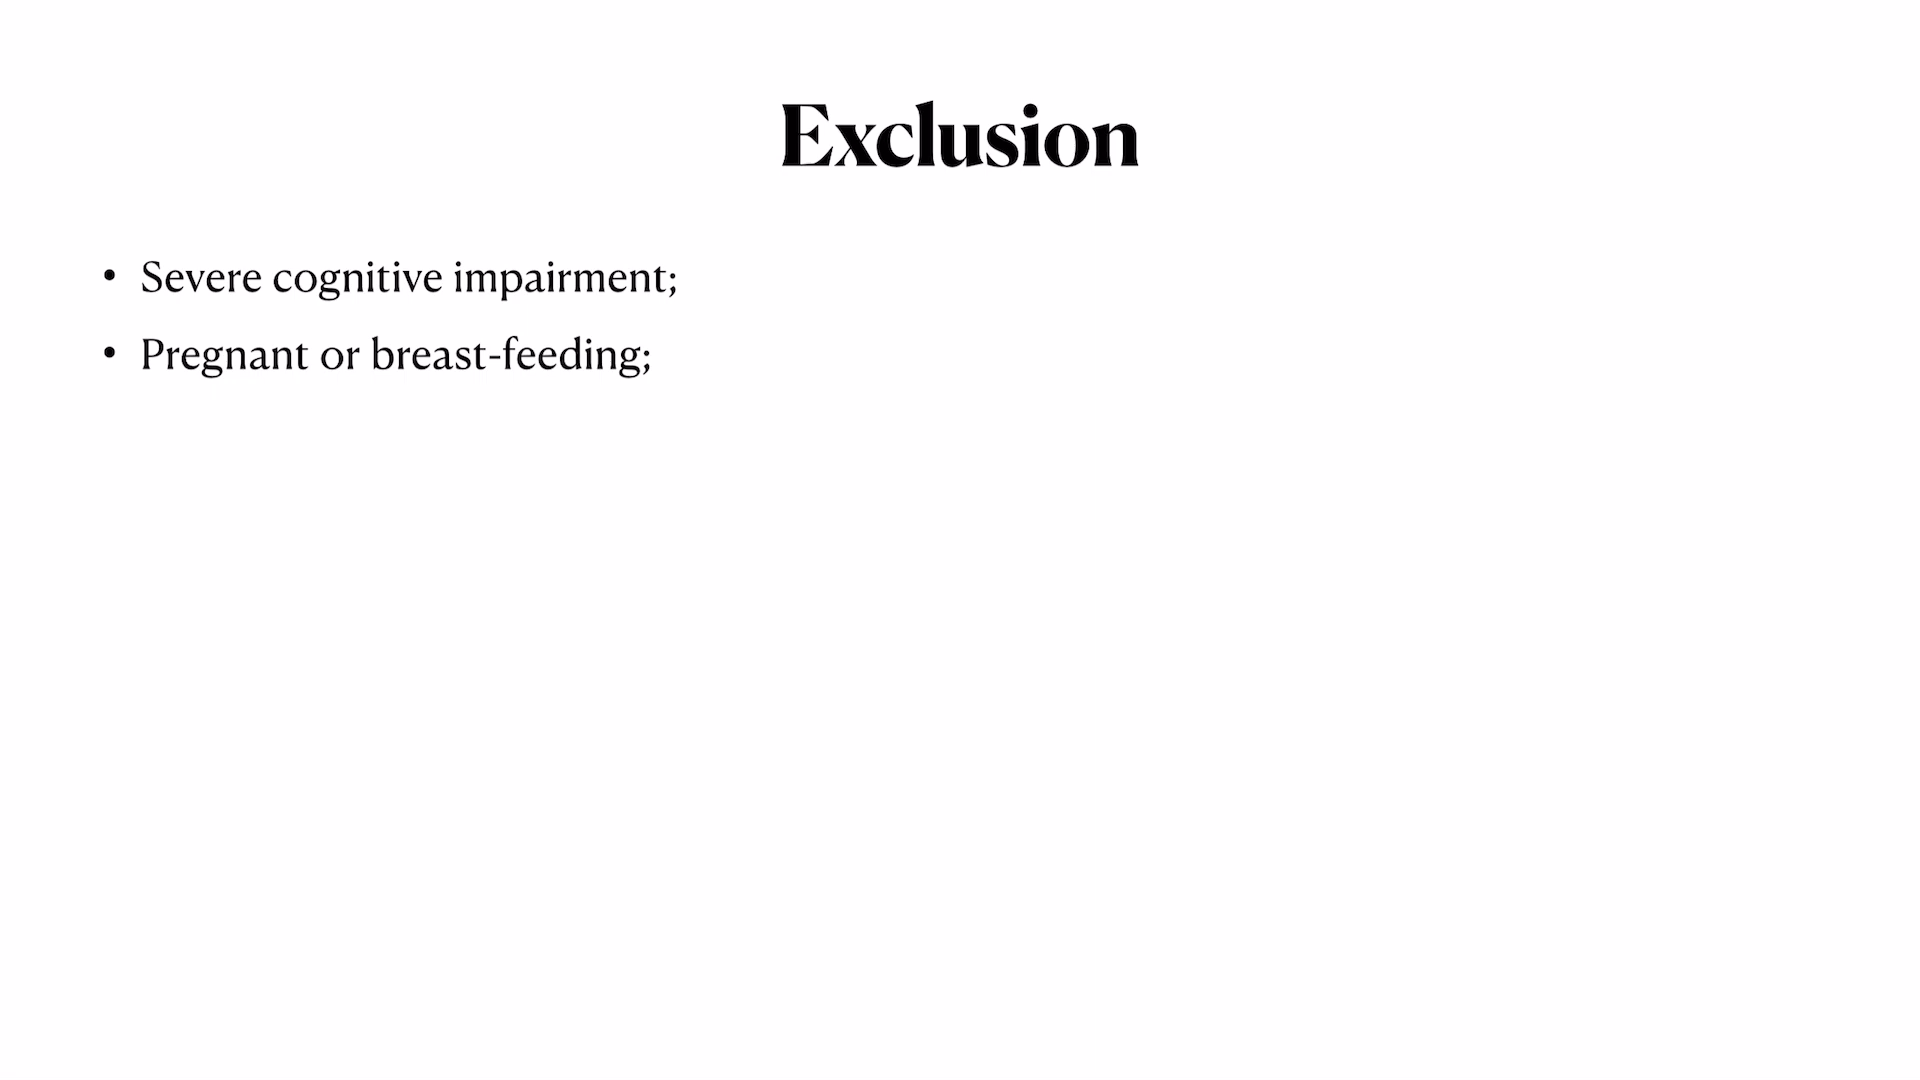 Exclusion
• Severe cognitive impairment;
• Pregnant or breast-feeding;